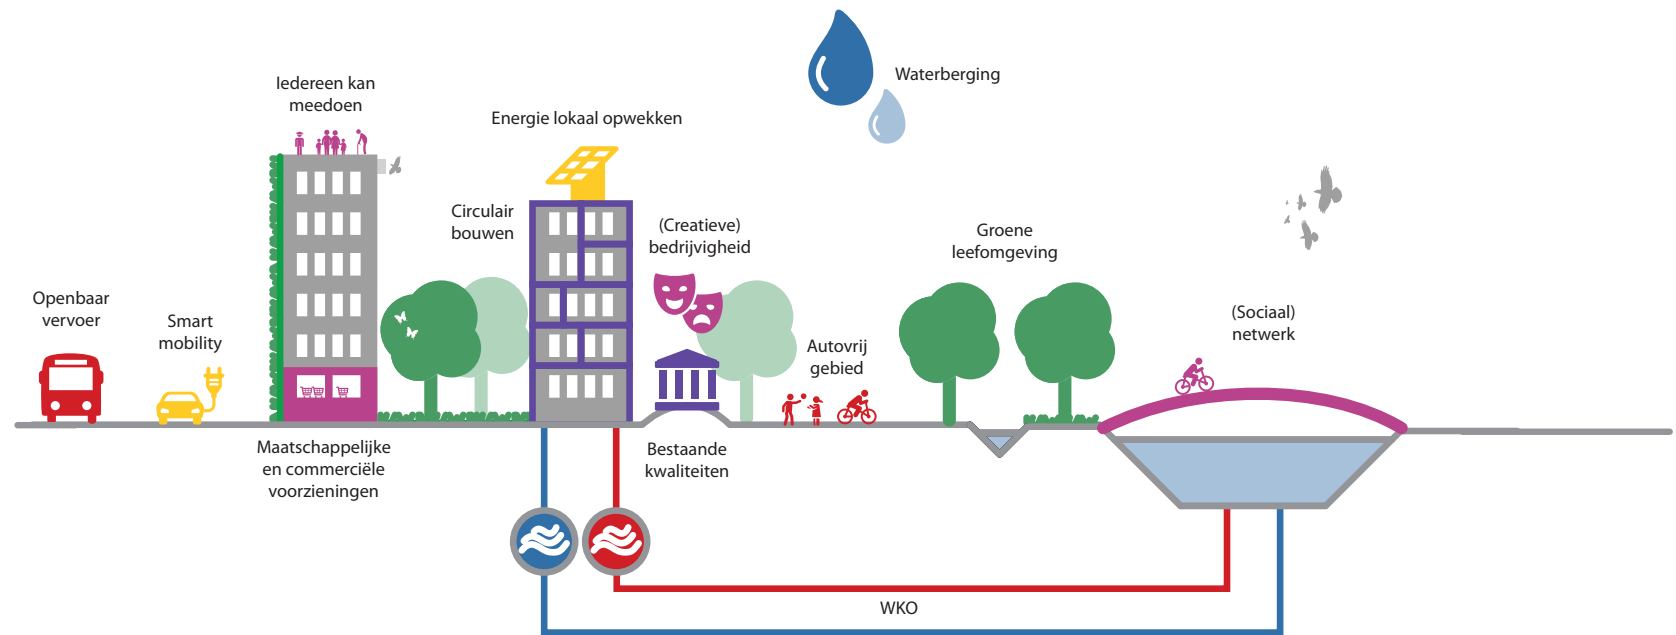 Waterberging
Iedereen kan
meedoen
Energie lokaal opwekken
Circulair
bouwen
(Creatieve)
bedrijvigheid
Groene
leefomgeving
Openbaar
vervoer
Smart
mobility
(Sociaal)
netwerk
Autovrij
gebied
Maatschappelijke
en commerciële
voorzieningen
Bestaande
kwaliteiten
WKO